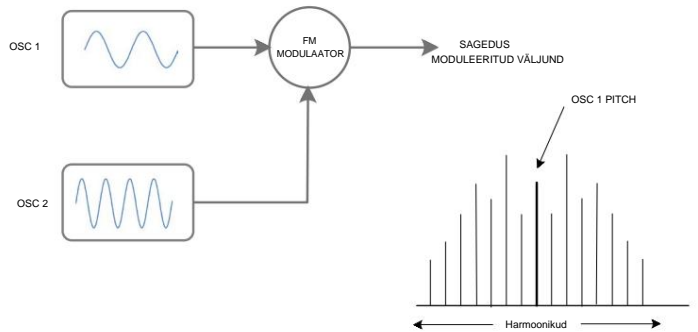 OSC 1
FM
MODULAATOR
SAGEDUS
MODULEERITUD VÄLJUND
OSC 1 PITCH
OSC 2
Harmoonikud